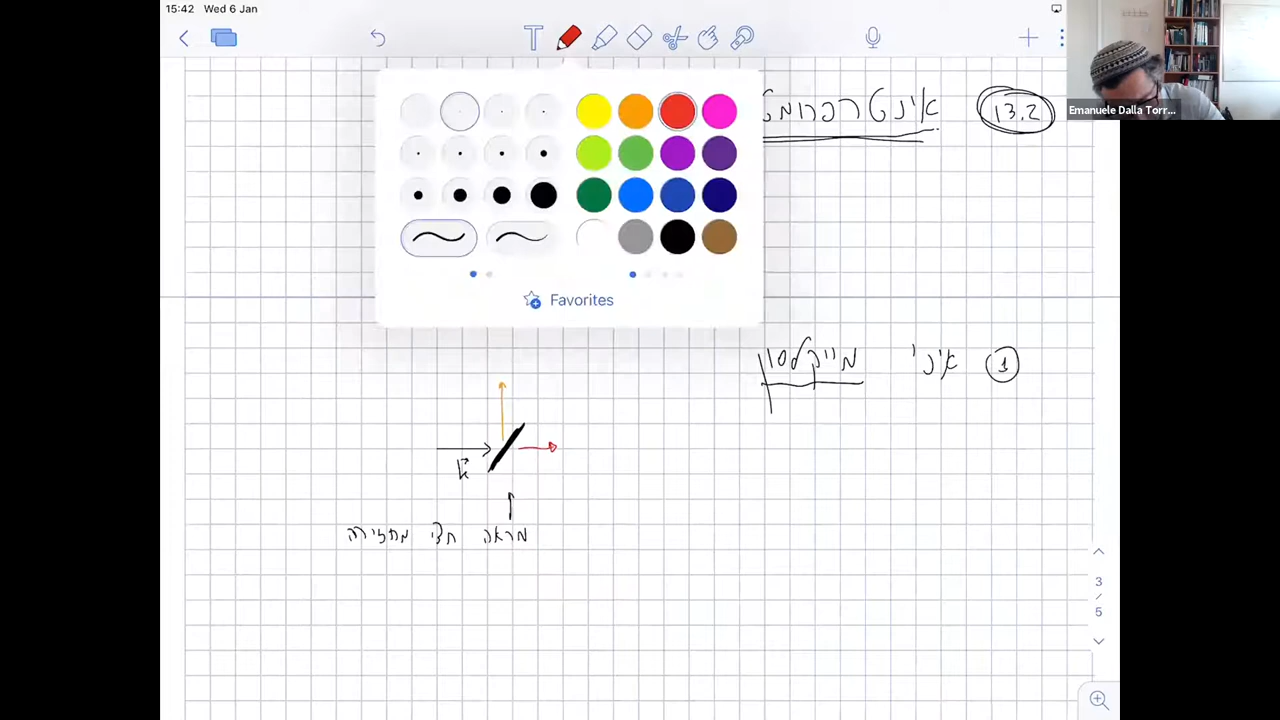 15:42 Wed 6 Jan
Emanuele Dalla Torr...
13.2
Favorites
1 אינ' מייקלסון
E
מראה חצי מחזירה
3
/
5